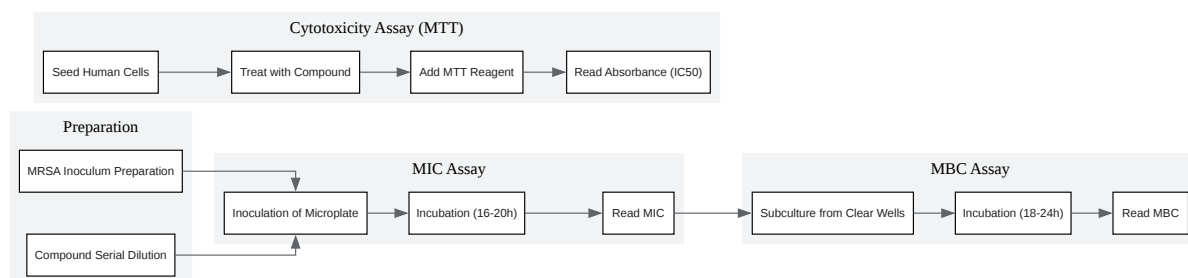 Cytotoxicity Assay (MTT)
Seed Human Cells
Treat with Compound
Add MTT Reagent
Read Absorbance (IC50)
Preparation
MRSA Inoculum Preparation
Compound Serial Dilution
MIC Assay
Inoculation of Microplate
Incubation (16-20h)
Read MIC
MBC Assay
Subculture from Clear Wells
Incubation (18-24h)
Read MBC